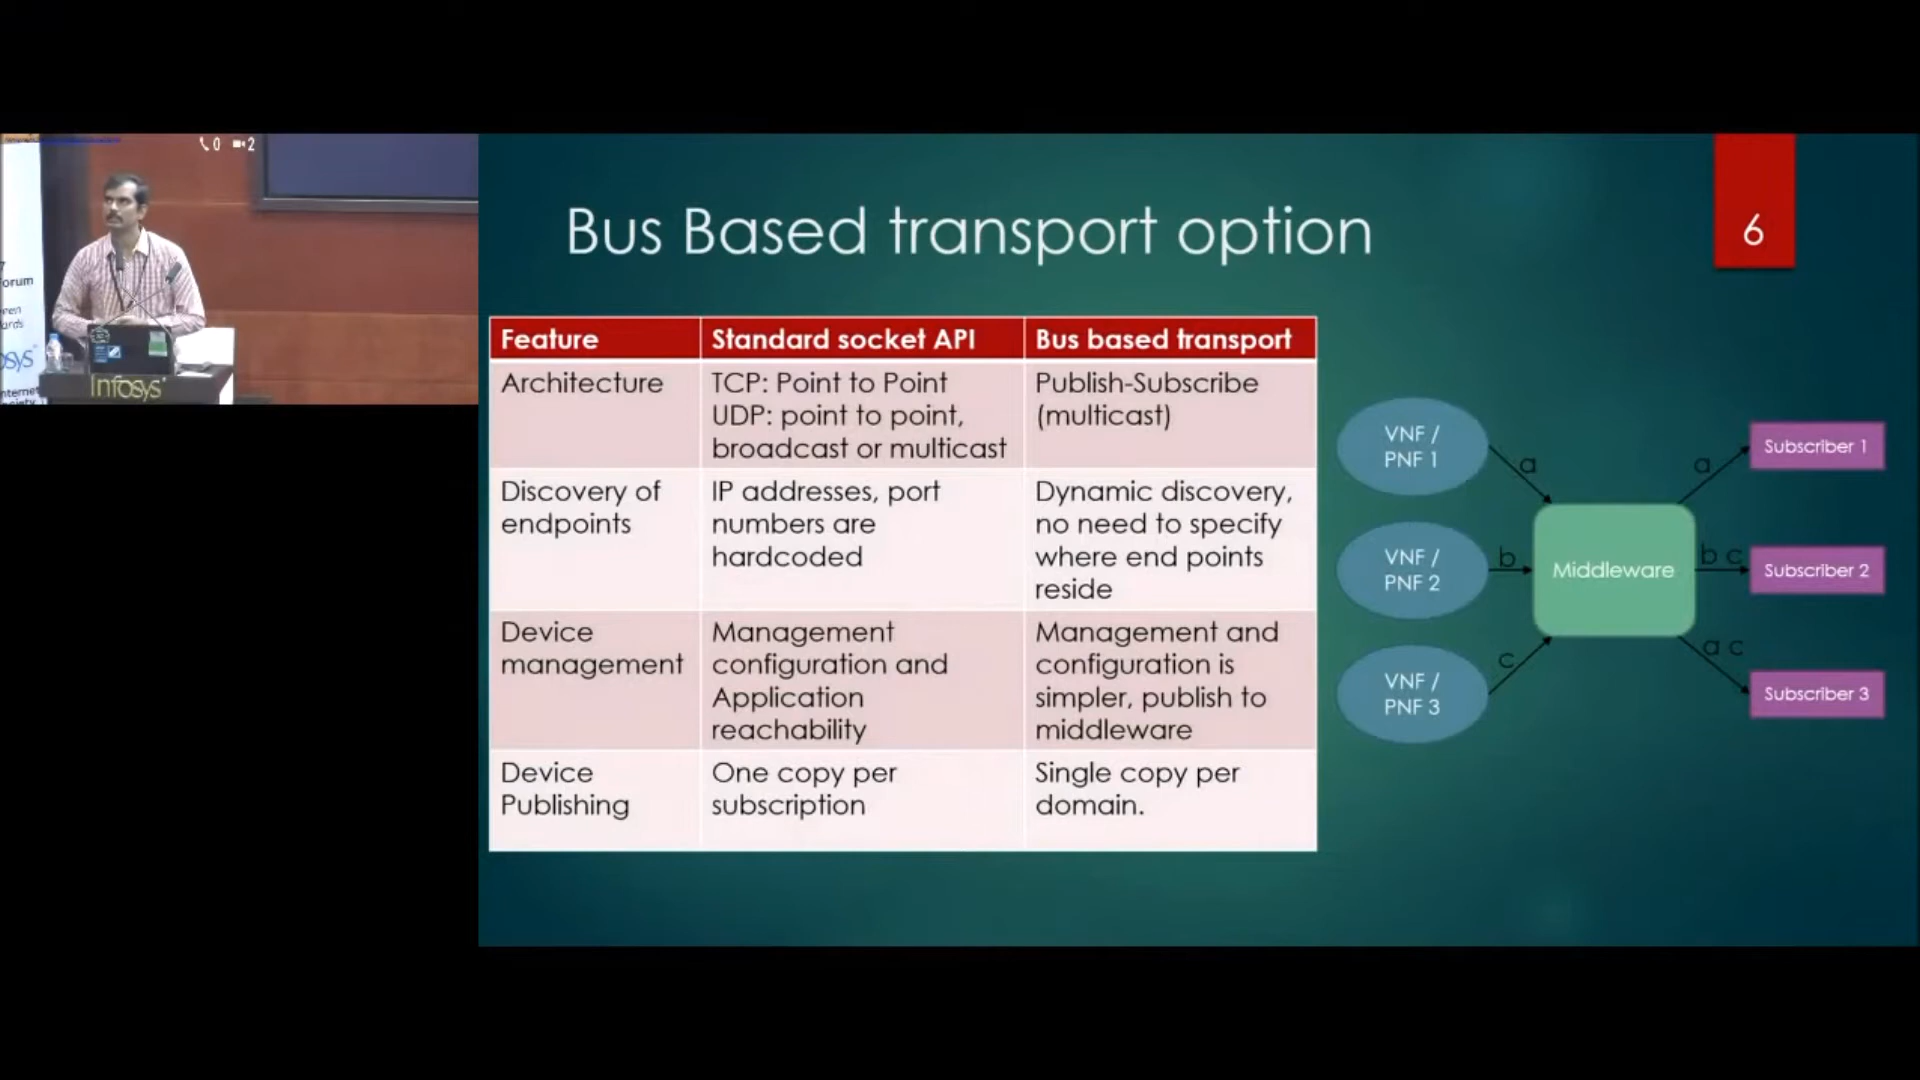 0 2
orum
Infosys
Bus Based transport option
6
Feature
Standard socket API
Bus based transport
Architecture
TCP: Point to Point
UDP: point to point,
broadcast or multicast
Publish-Subscribe
(multicast)
Discovery of
endpoints
IP addresses, port
numbers are
hardcoded
Dynamic discovery,
no need to specify
where end points
reside
Device
management
Management
configuration and
Application
reachability
Management and
configuration is
simpler, publish to
middleware
Device
Publishing
One copy per
subscription
Single copy per
domain.
VNF /
PNF 1
a
a
Subscriber 1
VNF /
PNF 2
b
Middleware
b c
Subscriber 2
VNF /
PNF 3
c
a c
Subscriber 3